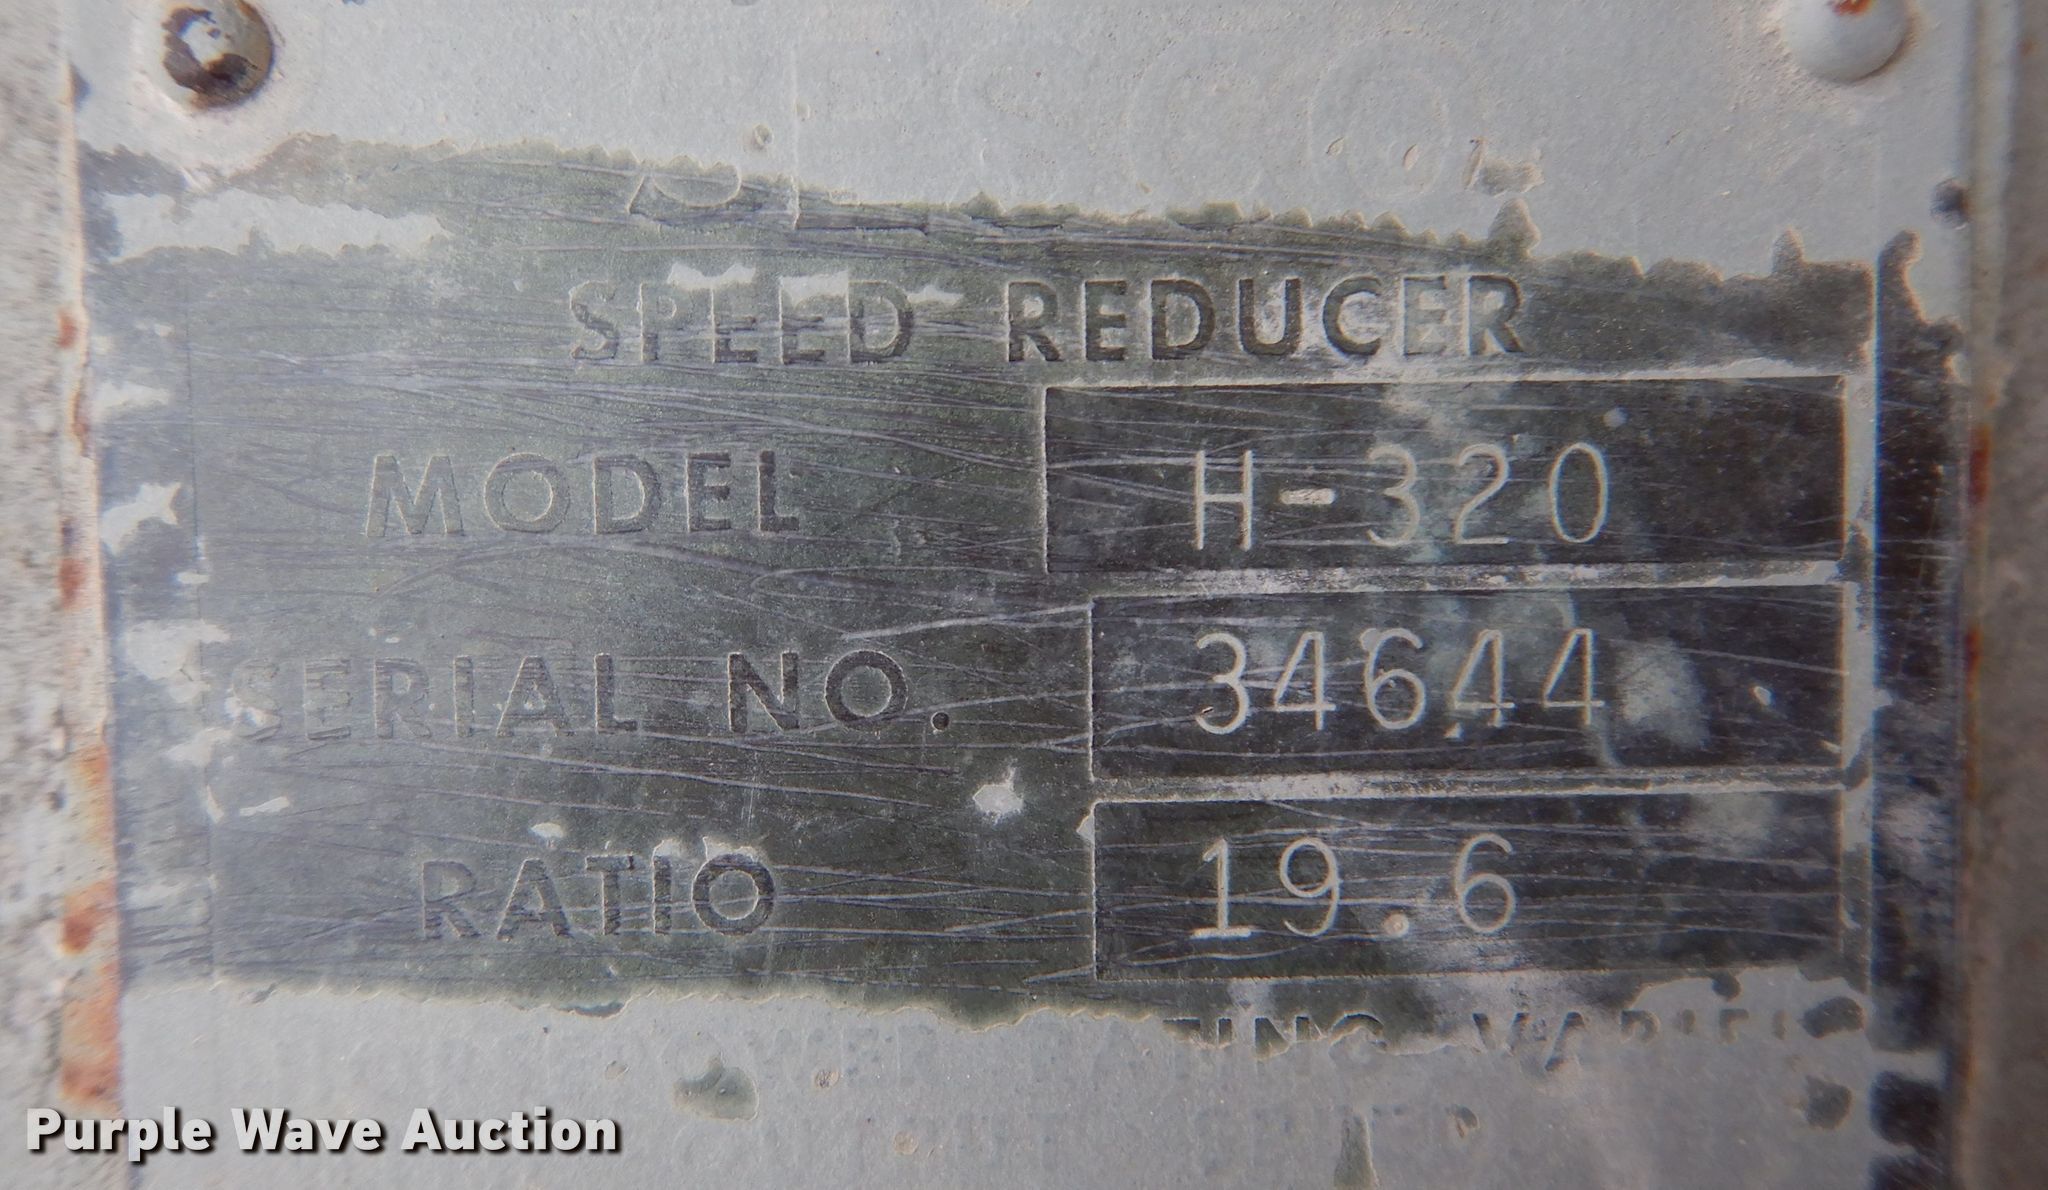 SPEED REDUCER
MODEL H-320
SERIAL NO. 34644
RATIO 19.6
Purple Wave Auction